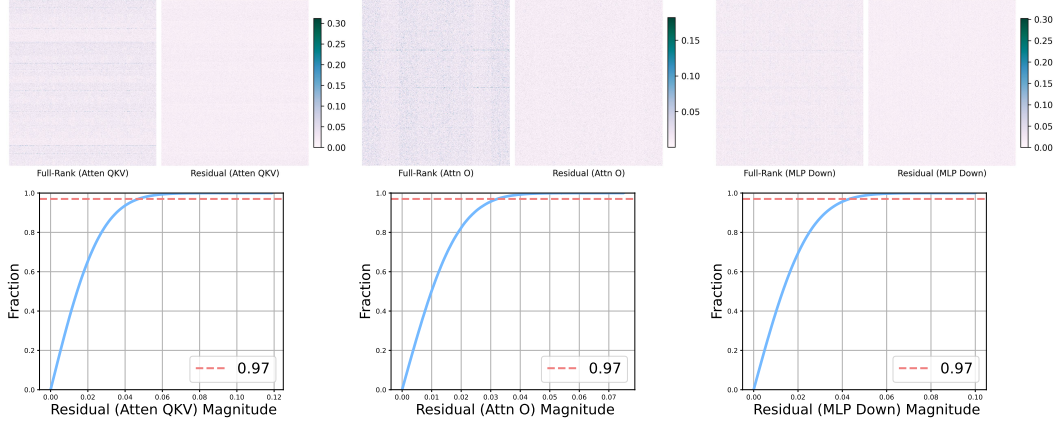 0.30
0.25
0.20
0.15
0.10
0.05
0.00
Full-Rank (Atten QKV)
Residual (Atten QKV)
0.15
0.10
0.05
Full-Rank (Attn O)
Residual (Attn O)
0.30
0.25
0.20
0.15
0.10
0.05
0.00
Full-Rank (MLP Down)
Residual (MLP Down)
Fraction
1.0
0.8
0.6
0.4
0.2
0.0
0.97
0.00 0.02 0.04 0.06 0.08 0.10 0.12
Residual (Atten QKV) Magnitude
Fraction
1.0
0.8
0.6
0.4
0.2
0.0
0.97
0.00 0.01 0.02 0.03 0.04 0.05 0.06 0.07
Residual (Attn O) Magnitude
Fraction
1.0
0.8
0.6
0.4
0.2
0.0
0.97
0.00 0.02 0.04 0.06 0.08 0.10
Residual (MLP Down) Magnitude